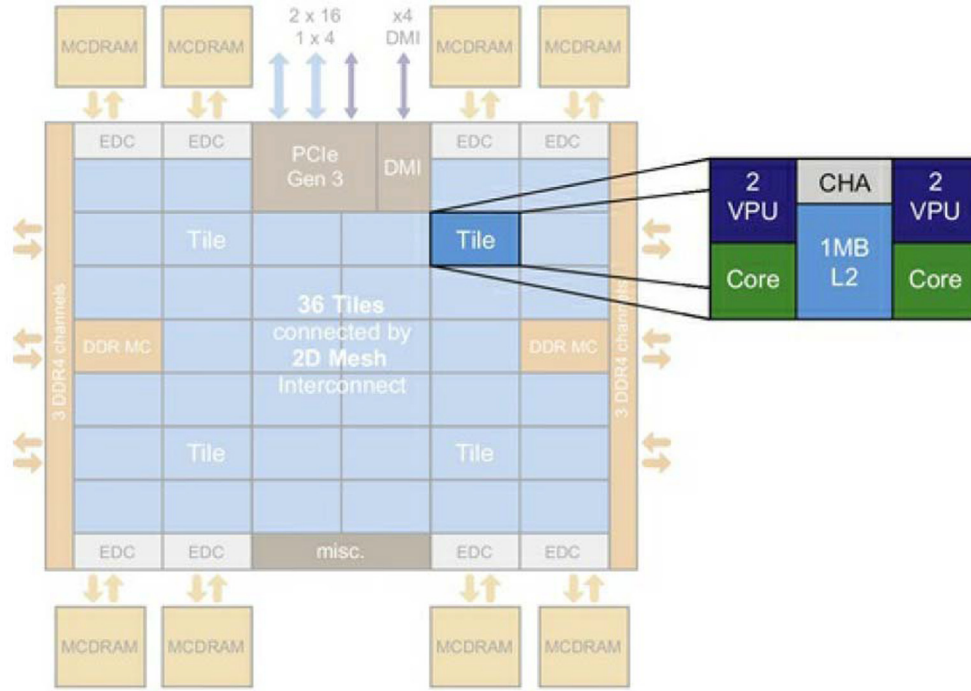 2 x 16
1 x 4
x4
DMI
MCDRAM
MCDRAM
MCDRAM
MCDRAM
EDC
EDC
PCIe
Gen 3
DMI
EDC
EDC
2
VPU
CHA
2
VPU
Tile
Tile
Core
1MB
L2
Core
3 DDR4 channels
36 Tiles
connected by
2D Mesh
Interconnect
DDR MC
DDR MC
3 DDR4 channels
Tile
Tile
EDC
EDC
misc.
EDC
EDC
MCDRAM
MCDRAM
MCDRAM
MCDRAM